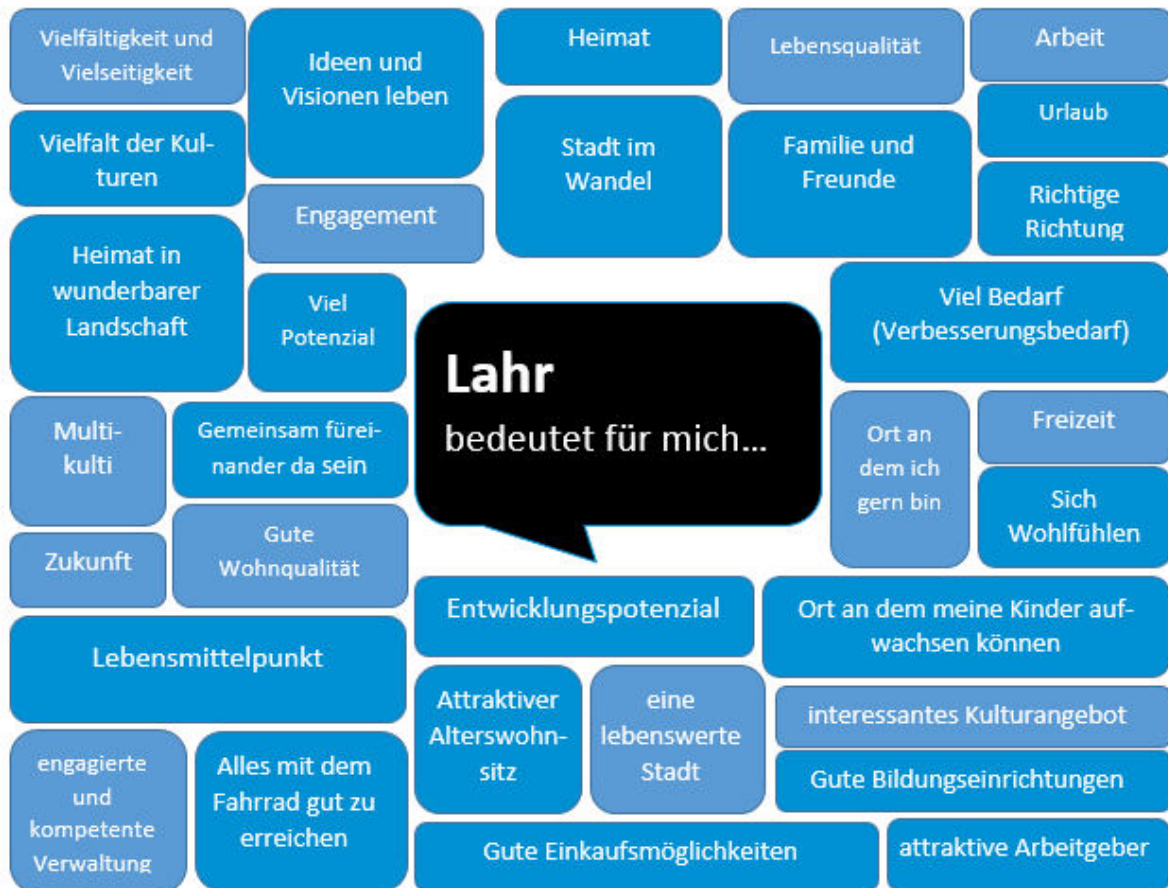 Vielfältigkeit und
Vielseitigkeit
Ideen und
Visionen leben
Heimat
Lebensqualität
Arbeit
Urlaub
Vielfalt der Kul-
turen
Stadt im
Wandel
Familie und
Freunde
Richtige
Richtung
Engagement
Heimat in
wunderbarer
Landschaft
Viel
Potenzial
Viel Bedarf
(Verbesserungsbedarf)
Lahr
bedeutet für mich...
Multi-
kulti
Gemeinsam fürei-
nander da sein
Ort an
dem ich
gern bin
Freizeit
Sich
Wohlfühlen
Zukunft
Gute
Wohnqualität
Entwicklungspotenzial
Ort an dem meine Kinder auf-
wachsen können
Lebensmittelpunkt
Attraktiver
Alterswohn-
sitz
eine
lebenswerte
Stadt
interessantes Kulturangebot
Gute Bildungseinrichtungen
engagierte
und
kompetente
Verwaltung
Alles mit dem
Fahrrad gut zu
erreichen
Gute Einkaufsmöglichkeiten
attraktive Arbeitgeber